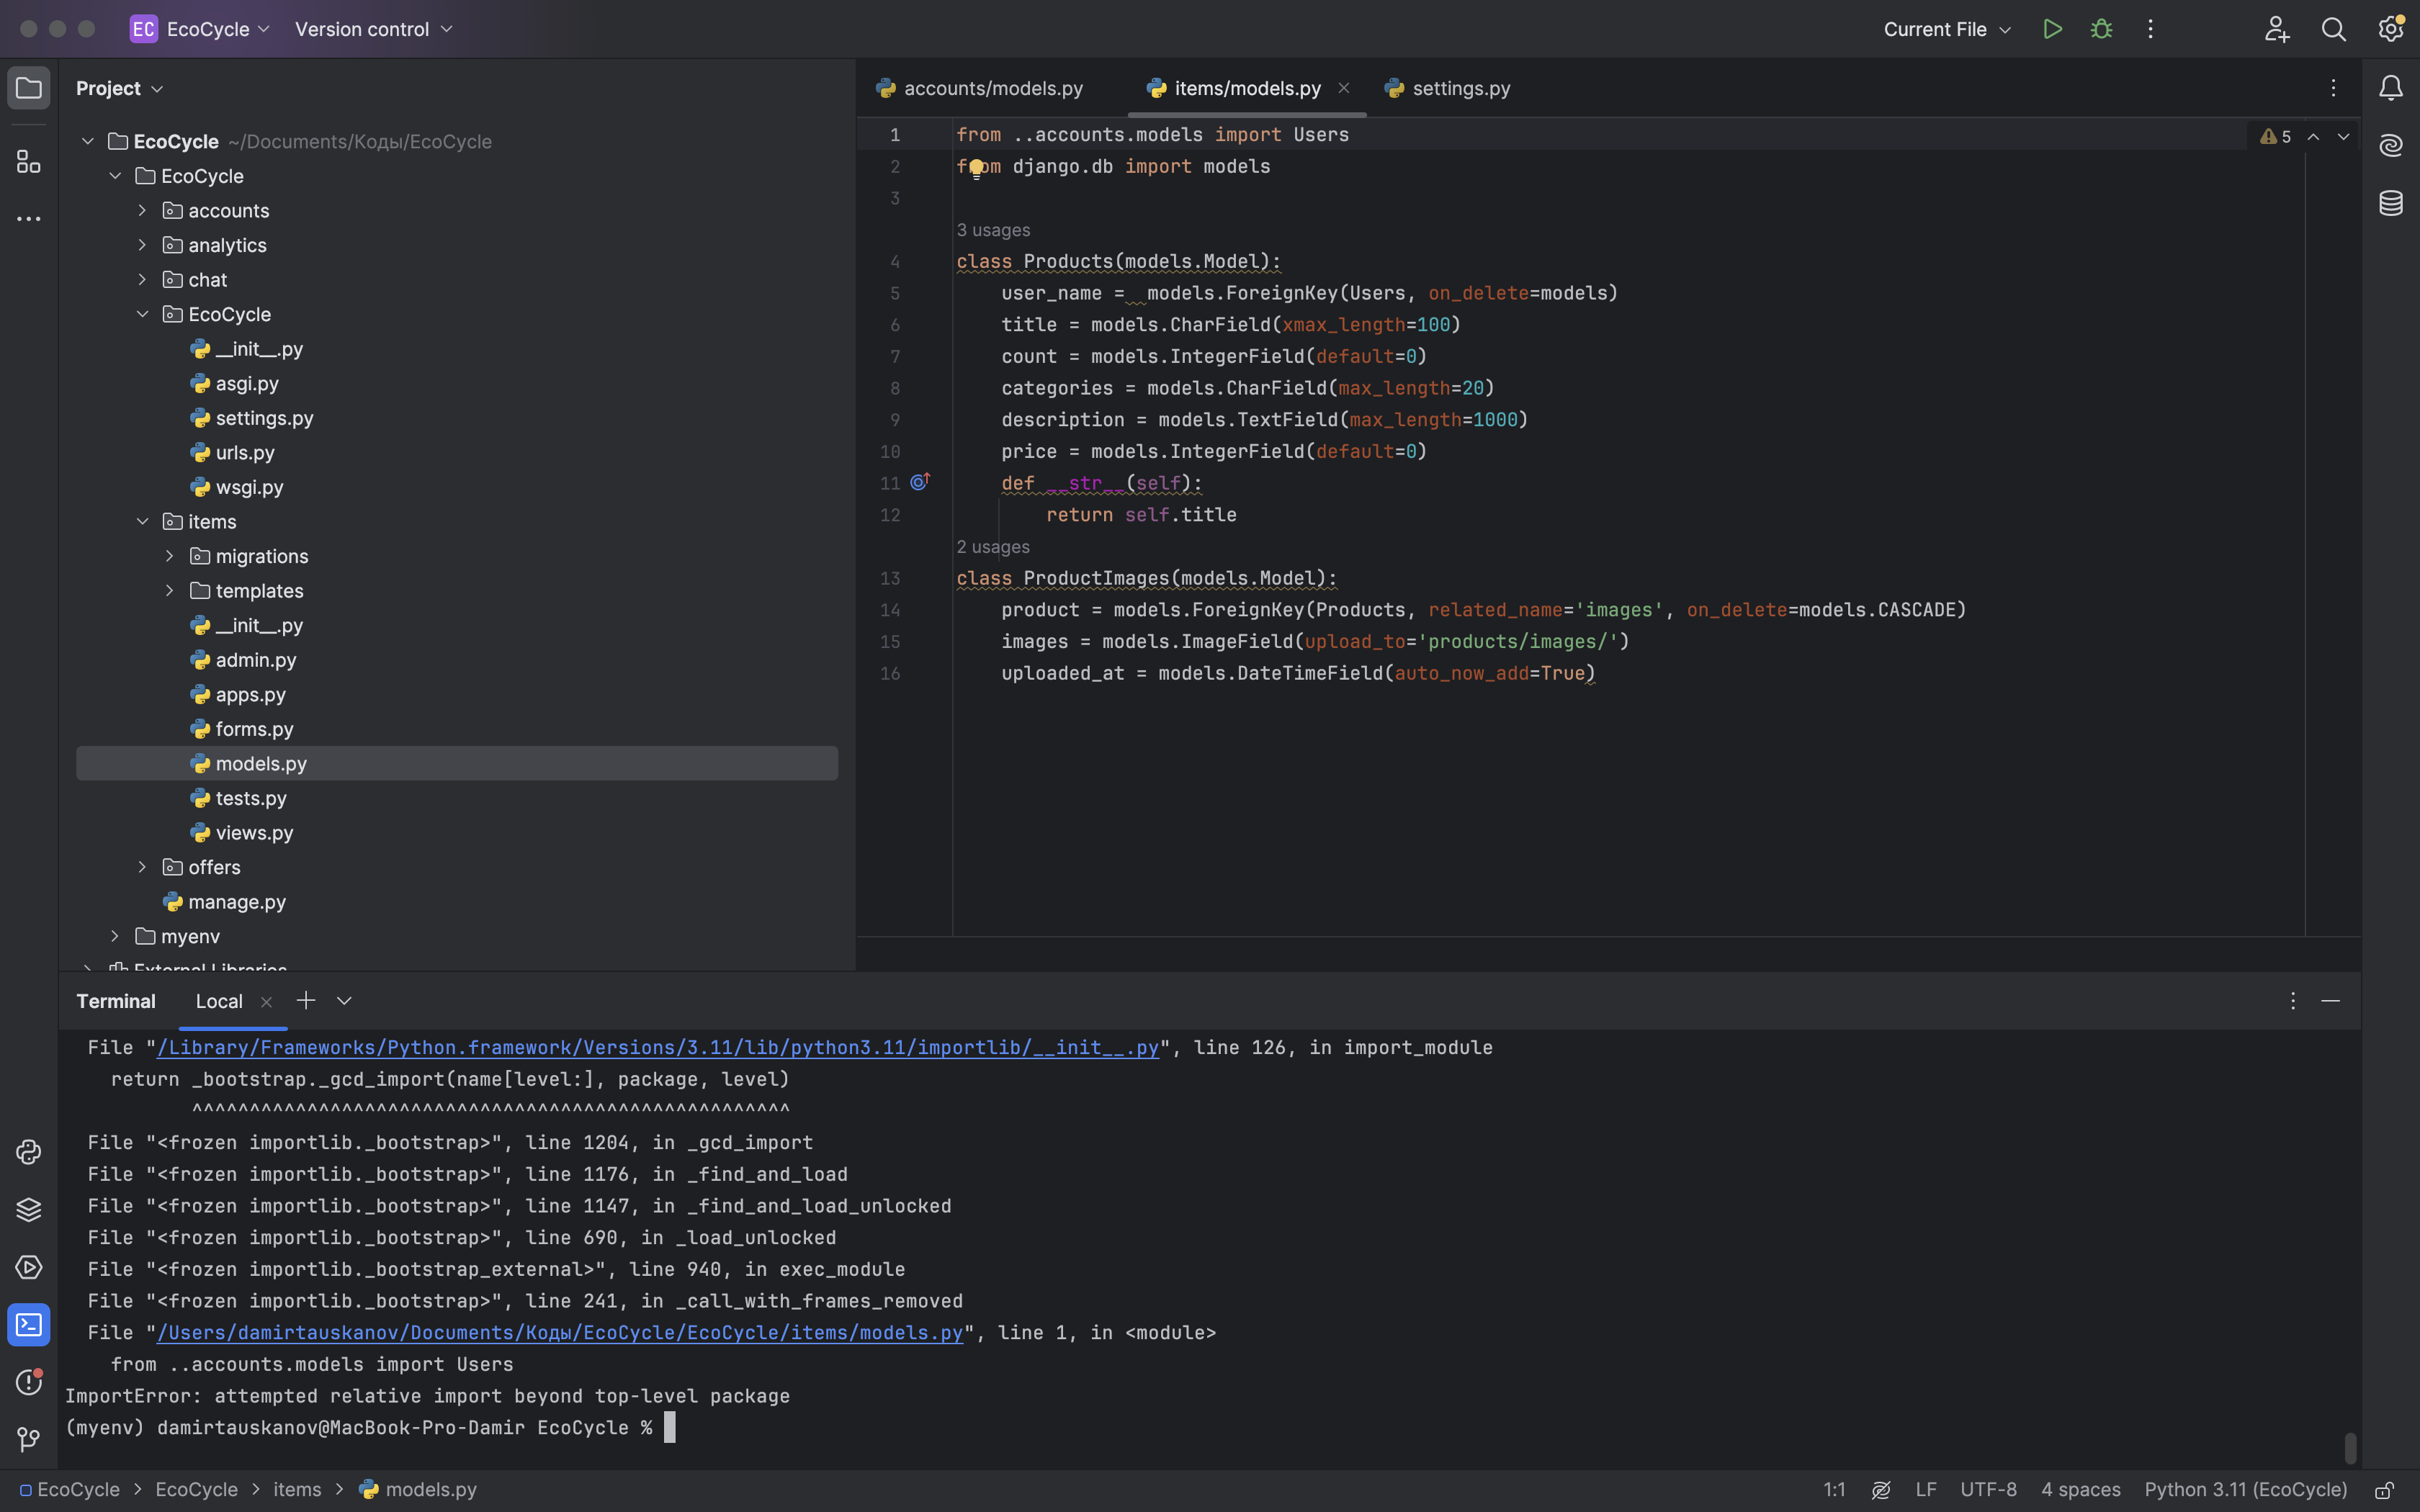 EC EcoCycle Version control Current File
Project
EcoCycle ~/Documents/Коды/EcoCycle
EcoCycle
accounts
analytics
chat
EcoCycle
__init__.py
asgi.py
settings.py
urls.py
wsgi.py
items
migrations
templates
__init__.py
admin.py
apps.py
forms.py
models.py
tests.py
views.py
offers
manage.py
myenv
External Libraries
accounts/models.py items/models.py settings.py
5
1 from ..accounts.models import Users
2 from django.db import models
3
3 usages
4 class Products(models.Model):
5 user_name =  models.ForeignKey(Users, on_delete=models)
6 title = models.CharField(xmax_length=100)
7 count = models.IntegerField(default=0)
8 categories = models.CharField(max_length=20)
9 description = models.TextField(max_length=1000)
10 price = models.IntegerField(default=0)
11 def __str__(self):
12 return self.title
2 usages
13 class ProductImages(models.Model):
14 product = models.ForeignKey(Products, related_name='images', on_delete=models.CASCADE)
15 images = models.ImageField(upload_to='products/images/')
16 uploaded_at = models.DateTimeField(auto_now_add=True)
Terminal Local
File "/Library/Frameworks/Python.framework/Versions/3.11/lib/python3.11/importlib/__init__.py", line 126, in import_module
return _bootstrap._gcd_import(name[level:], package, level)
^^^^^^^^^^^^^^^^^^^^^^^^^^^^^^^^^^^^^^^^^^^^^^^^^^^^
File "<frozen importlib._bootstrap>", line 1204, in _gcd_import
File "<frozen importlib._bootstrap>", line 1176, in _find_and_load
File "<frozen importlib._bootstrap>", line 1147, in _find_and_load_unlocked
File "<frozen importlib._bootstrap>", line 690, in _load_unlocked
File "<frozen importlib._bootstrap_external>", line 940, in exec_module
File "<frozen importlib._bootstrap>", line 241, in _call_with_frames_removed
File "/Users/damirtauskanov/Documents/Коды/EcoCycle/EcoCycle/items/models.py", line 1, in <module>
from ..accounts.models import Users
ImportError: attempted relative import beyond top-level package
(myenv) damirtauskanov@MacBook-Pro-Damir EcoCycle %
EcoCycle > EcoCycle > items > models.py 1:1 LF UTF-8 4 spaces Python 3.11 (EcoCycle)